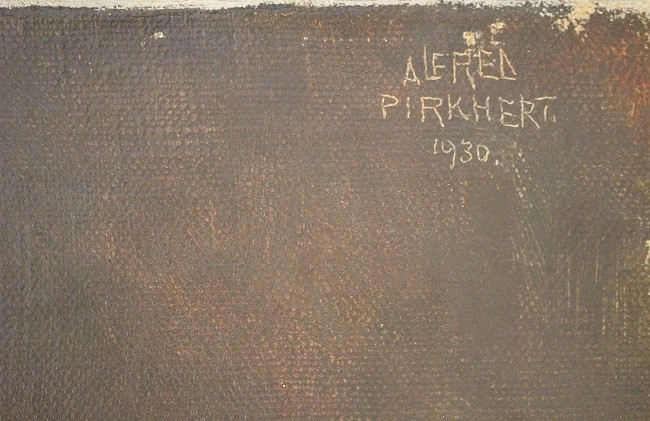 ALFRED
PIRKHERT.
1930.